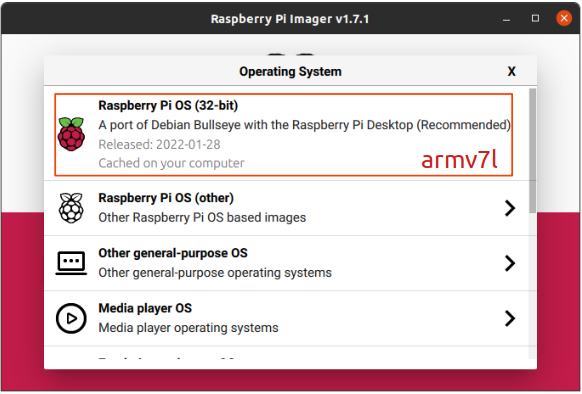 Raspberry Pi Imager v1.7.1
Operating System
X
Raspberry Pi OS (32-bit)
A port of Debian Bullseye with the Raspberry Pi Desktop (Recommended)
Released: 2022-01-28
Cached on your computer
armv7l
Raspberry Pi OS (other)
Other Raspberry Pi OS based images
Other general-purpose OS
Other general-purpose operating systems
Media player OS
Media player operating systems